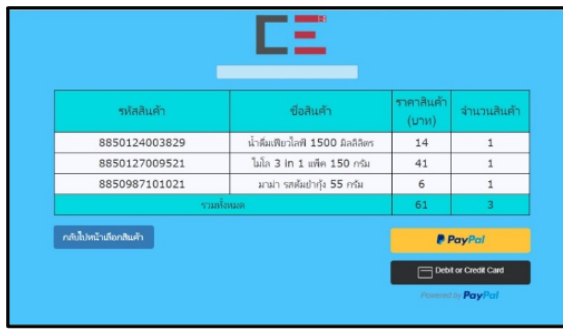 CE
รหัสสินค้า ชื่อสินค้า ราคาสินค้า (บาท) จำนวนสินค้า
8850124003829 น้ำดื่มเพียวไลฟ์ 1500 มิลลิลิตร 14 1
8850127009521 ไมโล 3 in 1 แพ็ค 150 กรัม 41 1
8850987101021 มาม่า รสต้มยำกุ้ง 55 กรัม 6 1
รวมทั้งหมด 61 3
กลับไปหน้าเลือกสินค้า
PayPal
Debit or Credit Card
Powered by PayPal